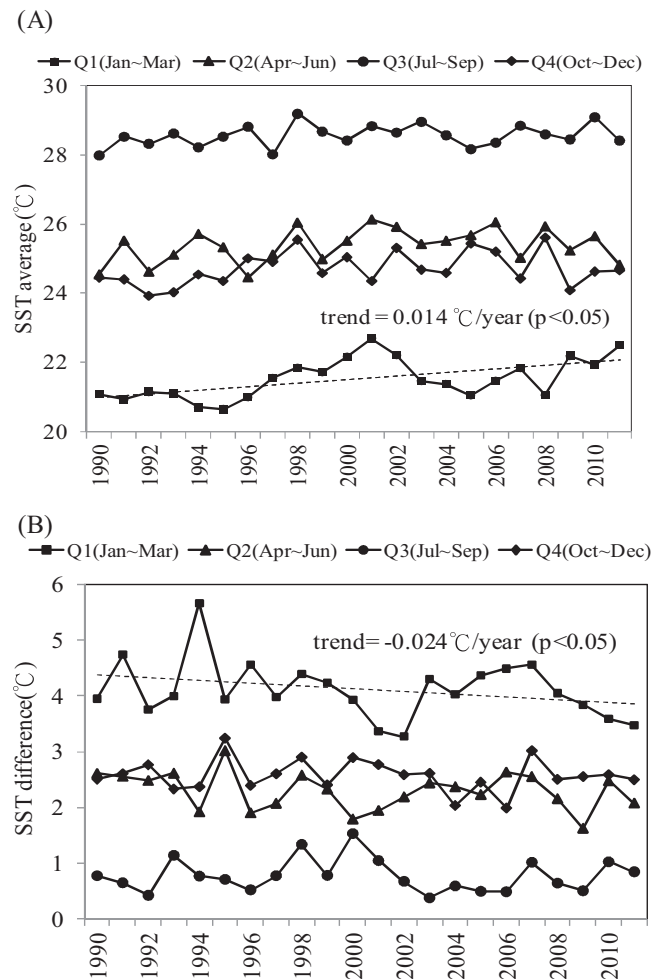 (A)
Q1(Jan~Mar) Q2(Apr~Jun) Q3(Jul~Sep) Q4(Oct~Dec)
30
28
26
24
22
20
SST average(℃)
trend = 0.014 ℃/year (p<0.05)
1990 1992 1994 1996 1998 2000 2002 2004 2006 2008 2010
(B)
Q1(Jan~Mar) Q2(Apr~Jun) Q3(Jul~Sep) Q4(Oct~Dec)
6
5
4
3
2
1
0
SST difference(℃)
trend= -0.024℃/year (p<0.05)
1990 1992 1994 1996 1998 2000 2002 2004 2006 2008 2010